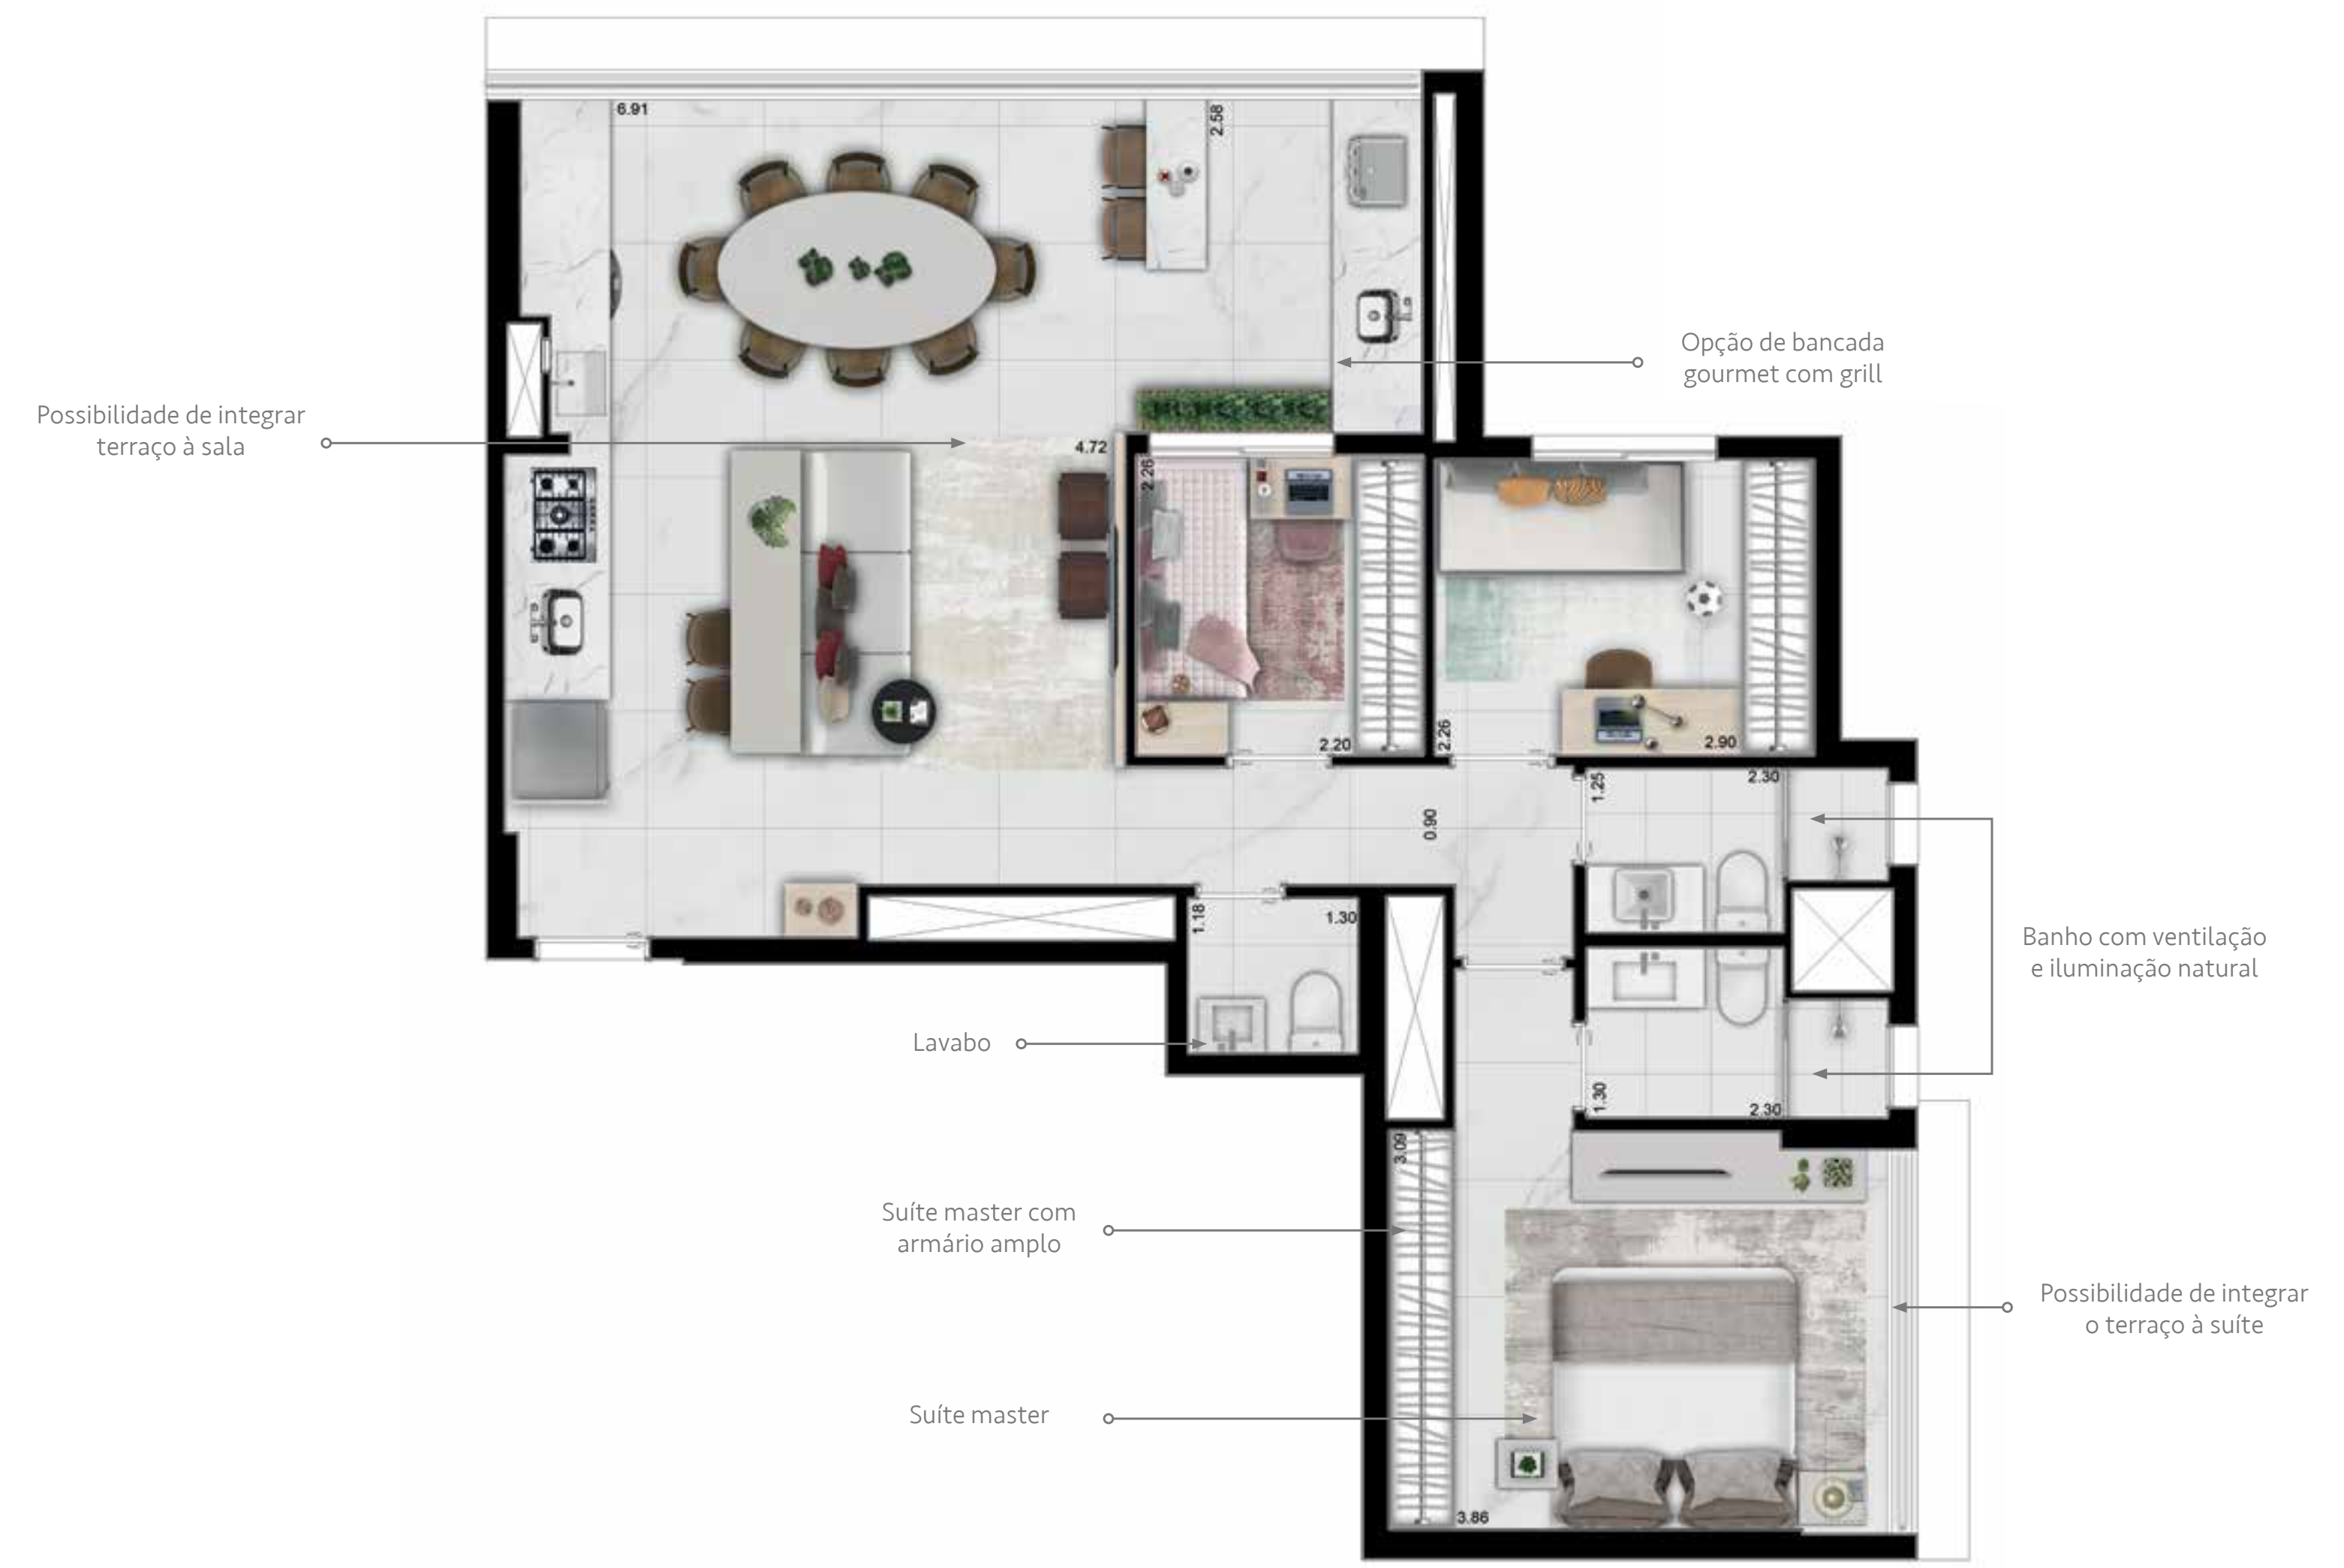 6.91
2.58
Opção de bancada
gourmet com grill
Possibilidade de integrar
terraço à sala
4.72
2.26
2.20
2.26
2.90
1.25
2.30
0.90
1.18
1.30
Banho com ventilação
e iluminação natural
Lavabo
1.30
2.30
3.09
Suíte master com
armário amplo
Possibilidade de integrar
o terraço à suíte
Suíte master
3.86